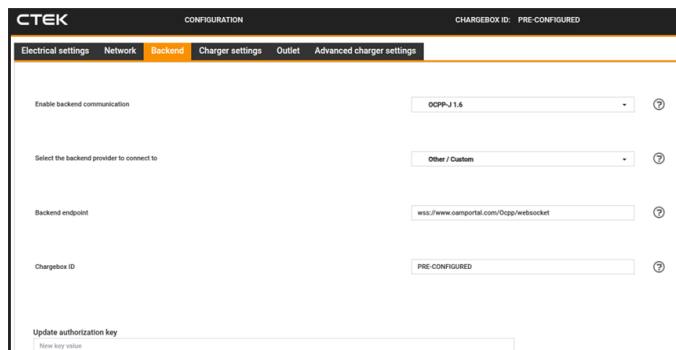 CTEK CONFIGURATION CHARGEBOX ID: PRE-CONFIGURED
Electrical settings Network Backend Charger settings Outlet Advanced charger settings
Enable backend communication OCPP-J 1.6 ?
Select the backend provider to connect to Other / Custom ?
Backend endpoint wss://www.oamportal.com/Ocpp/websocket ?
Chargebox ID PRE-CONFIGURED ?
Update authorization key
New key value